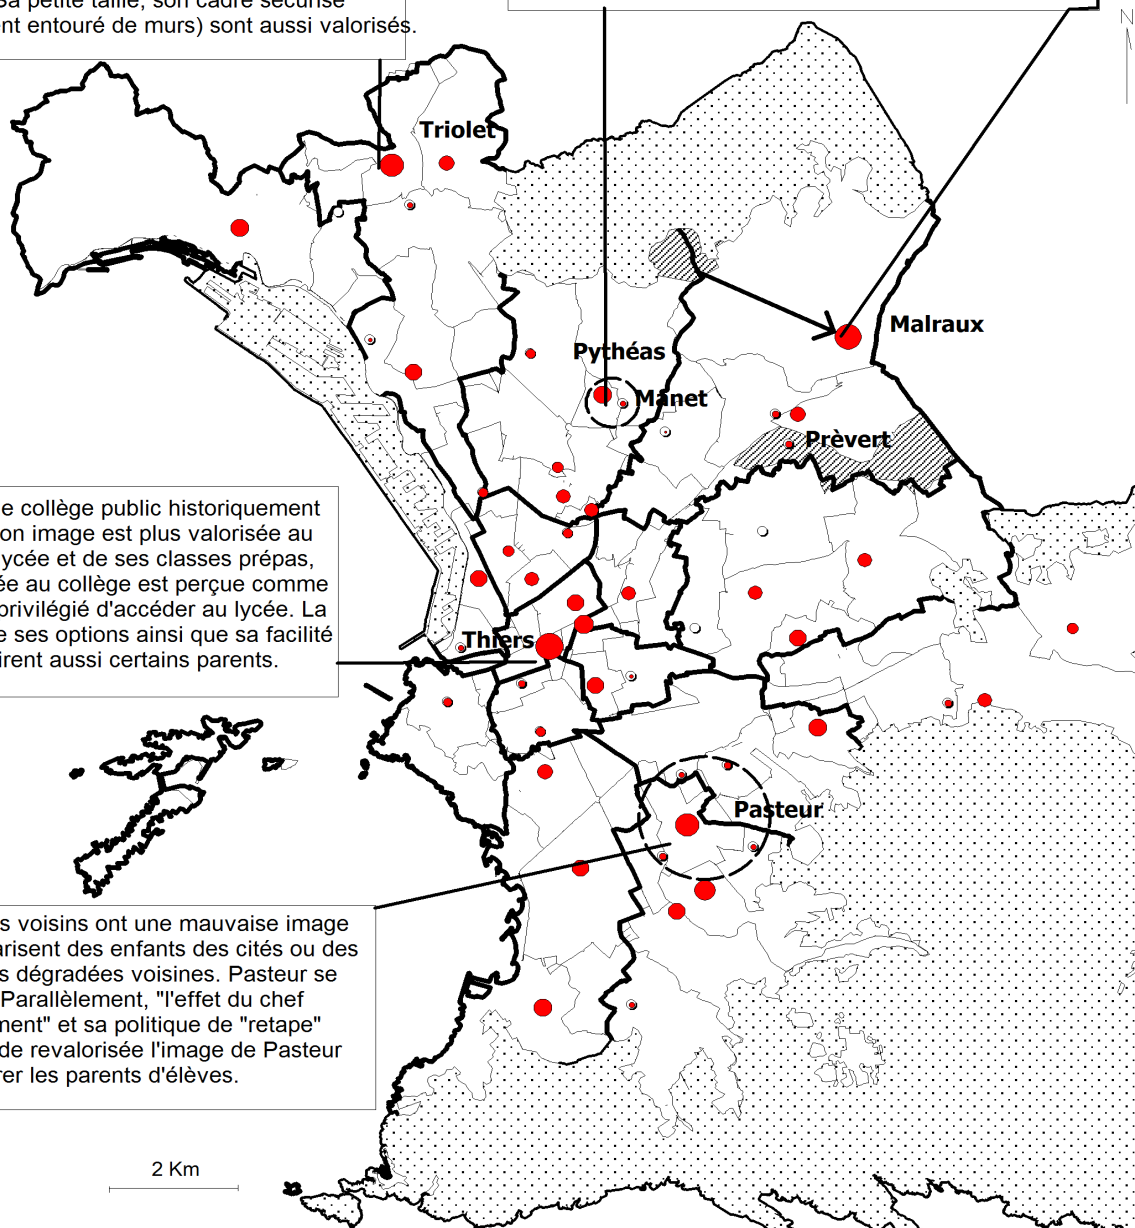 Sa petite taille, son cadre sécurisé
ent entouré de murs) sont aussi valorisés.
N
Triolet
Malraux
Pythéas
Manet
Prèvert
e collège public historiquement
on image est plus valorisée au
lycée et de ses classes prépas,
ée au collège est perçue comme
privilégié d'accéder au lycée. La
e ses options ainsi que sa facilité
irent aussi certains parents.
Thiers
Pasteur
s voisins ont une mauvaise image
arisent des enfants des cités ou des
s dégradées voisines. Pasteur se
Parallèlement, "l'effet du chef
ment" et sa politique de "retape"
de revalorisée l'image de Pasteur
rer les parents d'élèves.
2 Km